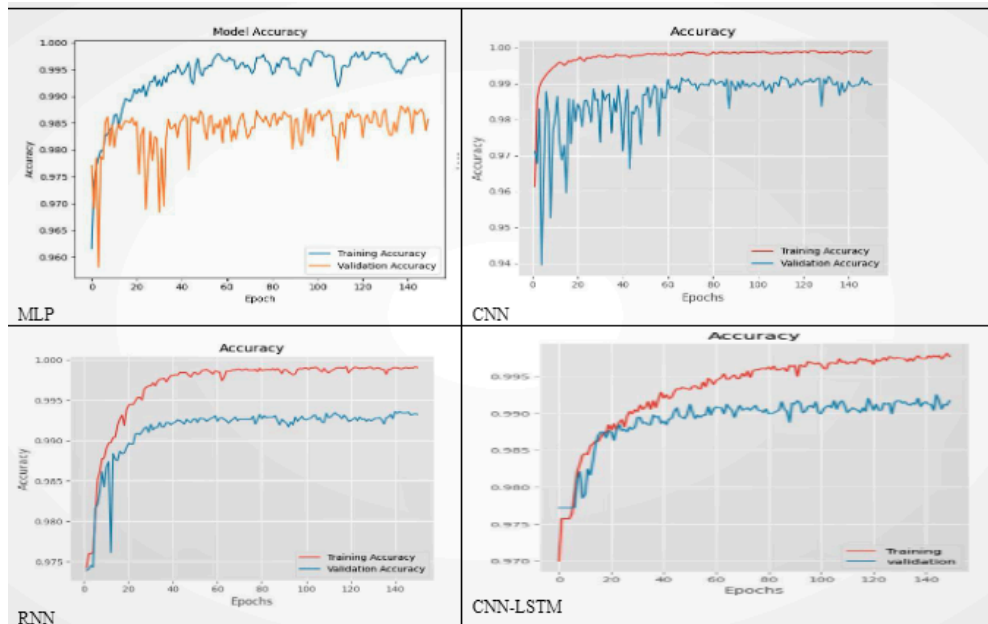 Model Accuracy
1.000
0.995
0.990
0.985
0.980
0.975
0.970
0.965
0.960
Accuracy
0 20 40 60 80 100 120 140
Epoch
Training Accuracy
Validation Accuracy
MLP
Accuracy
1.00
0.99
0.98
0.97
0.96
0.95
0.94
Accuracy
0 20 40 60 80 100 120 140
Epochs
Training Accuracy
Validation Accuracy
CNN
Accuracy
1.000
0.995
0.990
0.985
0.980
0.975
Accuracy
0 20 40 60 80 100 120 140
Epochs
Training Accuracy
Validation Accuracy
RNN
Accuracy
0.995
0.990
0.985
0.980
0.975
0.970
0 20 40 60 80 100 120 140
Epochs
Training
validation
CNN-LSTM